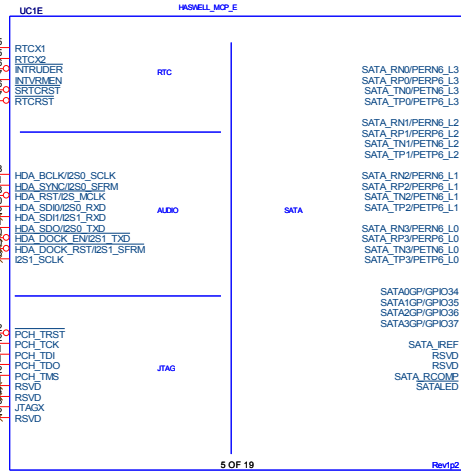 UC1E
HASWELL_MCP_E
RTCX1
RTCX2
INTRUDER
INTVRMEN
SRTCRST
RTCRST
RTC
HDA_BCLK/I2S0_SCLK
HDA_SYNC/I2S0_SFRM
HDA_RST/I2S_MCLK
HDA_SDI0/I2S0_RXD
HDA_SDI1/I2S1_RXD
HDA_SDO/I2S0_TXD
HDA_DOCK_EN/I2S1_TXD
HDA_DOCK_RST/I2S1_SFRM
I2S1_SCLK
AUDIO
PCH_TRST
PCH_TCK
PCH_TDI
PCH_TDO
PCH_TMS
RSVD
RSVD
JTAGX
RSVD
JTAG
SATA
SATA_RN0/PERN6_L3
SATA_RP0/PERP6_L3
SATA_TN0/PETN6_L3
SATA_TP0/PETP6_L3
SATA_RN1/PERN6_L2
SATA_RP1/PERP6_L2
SATA_TN1/PETN6_L2
SATA_TP1/PETP6_L2
SATA_RN2/PERN6_L1
SATA_RP2/PERP6_L1
SATA_TN2/PETN6_L1
SATA_TP2/PETP6_L1
SATA_RN3/PERN6_L0
SATA_RP3/PERP6_L0
SATA_TN3/PETN6_L0
SATA_TP3/PETP6_L0
SATA0GP/GPIO34
SATA1GP/GPIO35
SATA2GP/GPIO36
SATA3GP/GPIO37
SATA_IREF
RSVD
RSVD
SATA_RCOMP
SATALED
5 OF 19
Rev1p2